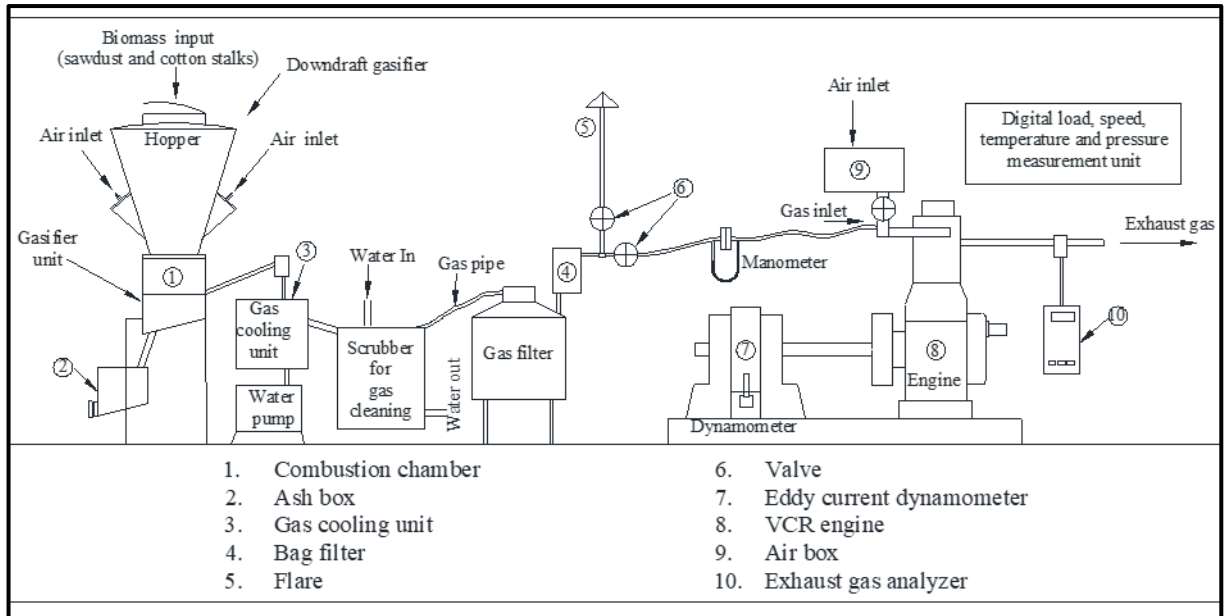 Biomass input
(sawdust and cotton stalks)
Downdraft gasifier
Air inlet
Hopper
Air inlet
Gasifier
unit
1
2
3
Gas
cooling
unit
Water
pump
Water In
Scrubber
for
gas
cleaning
Water out
Gas pipe
Gas filter
4
5
6
Manometer
Gas inlet
Air inlet
9
Digital load, speed,
temperature and pressure
measurement unit
Exhaust gas
10
7
8
Engine
Dynamometer
1. Combustion chamber
2. Ash box
3. Gas cooling unit
4. Bag filter
5. Flare
6. Valve
7. Eddy current dynamometer
8. VCR engine
9. Air box
10. Exhaust gas analyzer